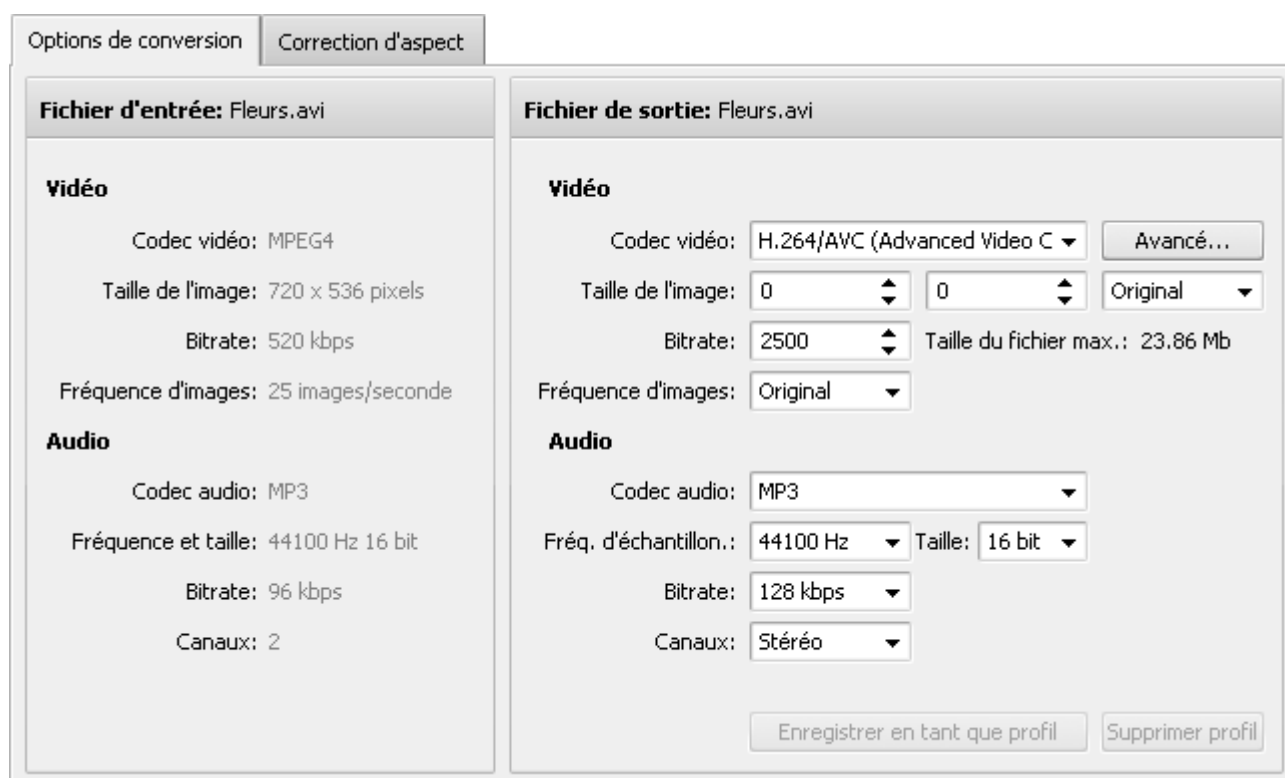 Options de conversion
Correction d'aspect
Fichier d'entrée: Fleurs.avi
Vidéo
Codec vidéo: MPEG4
Taille de l'image: 720 x 536 pixels
Bitrate: 520 kbps
Fréquence d'images: 25 images/seconde
Audio
Codec audio: MP3
Fréquence et taille: 44100 Hz 16 bit
Bitrate: 96 kbps
Canaux: 2
Fichier de sortie: Fleurs.avi
Vidéo
Codec vidéo: H.264/AVC (Advanced Video C Avancé...
Taille de l'image: 0 0 Original
Bitrate: 2500 Taille du fichier max.: 23.86 Mb
Fréquence d'images: Original
Audio
Codec audio: MP3
Fréq. d'échantillon.: 44100 Hz Taille: 16 bit
Bitrate: 128 kbps
Canaux: Stéréo
Enregistrer en tant que profil Supprimer profil